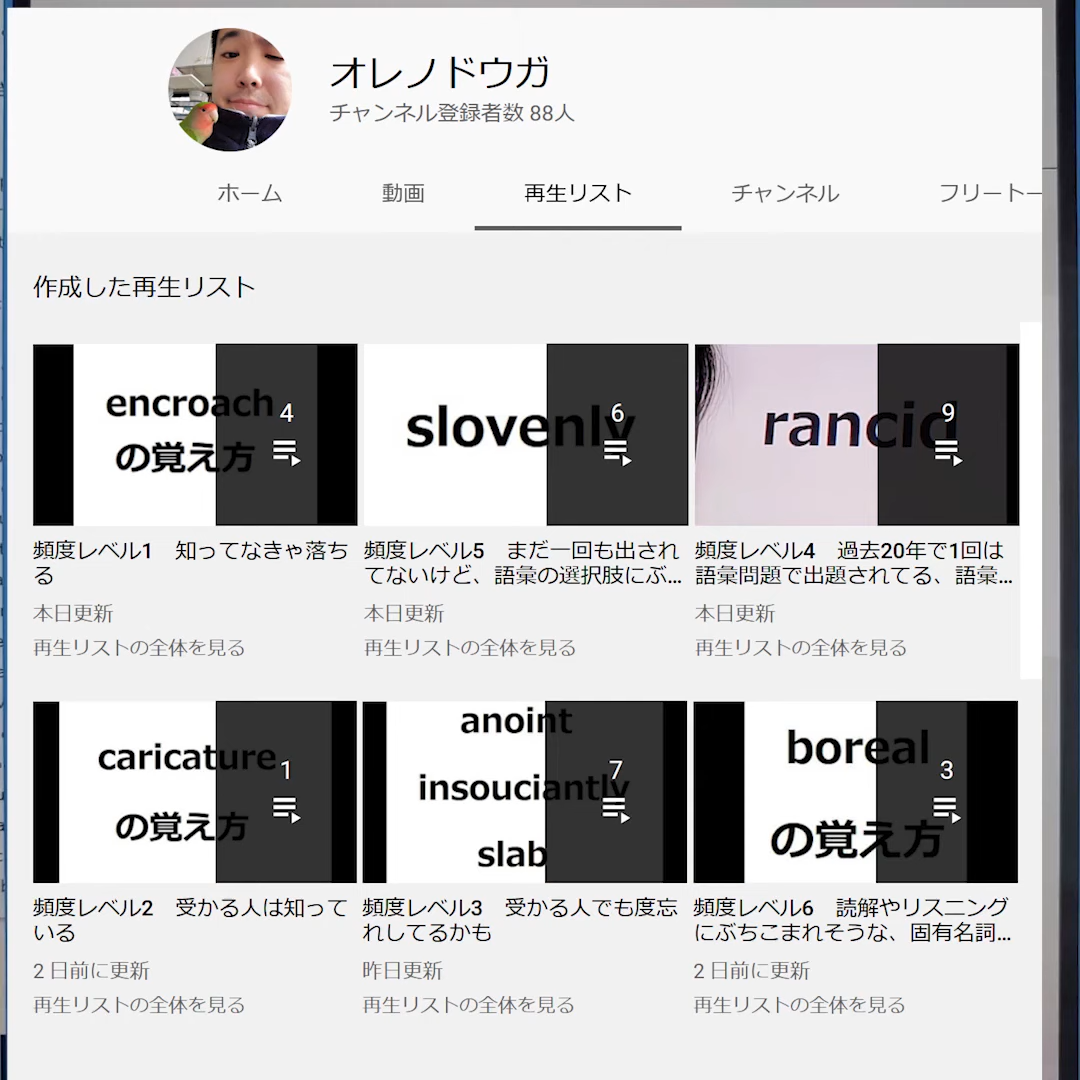 オレノドウガ
チャンネル登録者数 88人
ホーム
動画
再生リスト
チャンネル
フリートー
作成した再生リスト
encroach
の覚え方
4
slovenly
6
rancid
9
頻度レベル1　知ってなきゃ落ち
る
本日更新
再生リストの全体を見る
頻度レベル5　まだ一回も出され
てないけど、語彙の選択肢にぶ...
本日更新
再生リストの全体を見る
頻度レベル4　過去20年で1回は
語彙問題で出題されてる、語彙...
本日更新
再生リストの全体を見る
caricature
の覚え方
1
anoint
insouciantly
slab
7
boreal
の覚え方
3
頻度レベル2　受かる人は知って
いる
2 日前に更新
再生リストの全体を見る
頻度レベル3　受かる人でも度忘
れしてるかも
昨日更新
再生リストの全体を見る
頻度レベル6　読解やリスニング
にぶちこまれそうな、固有名詞...
2 日前に更新
再生リストの全体を見る